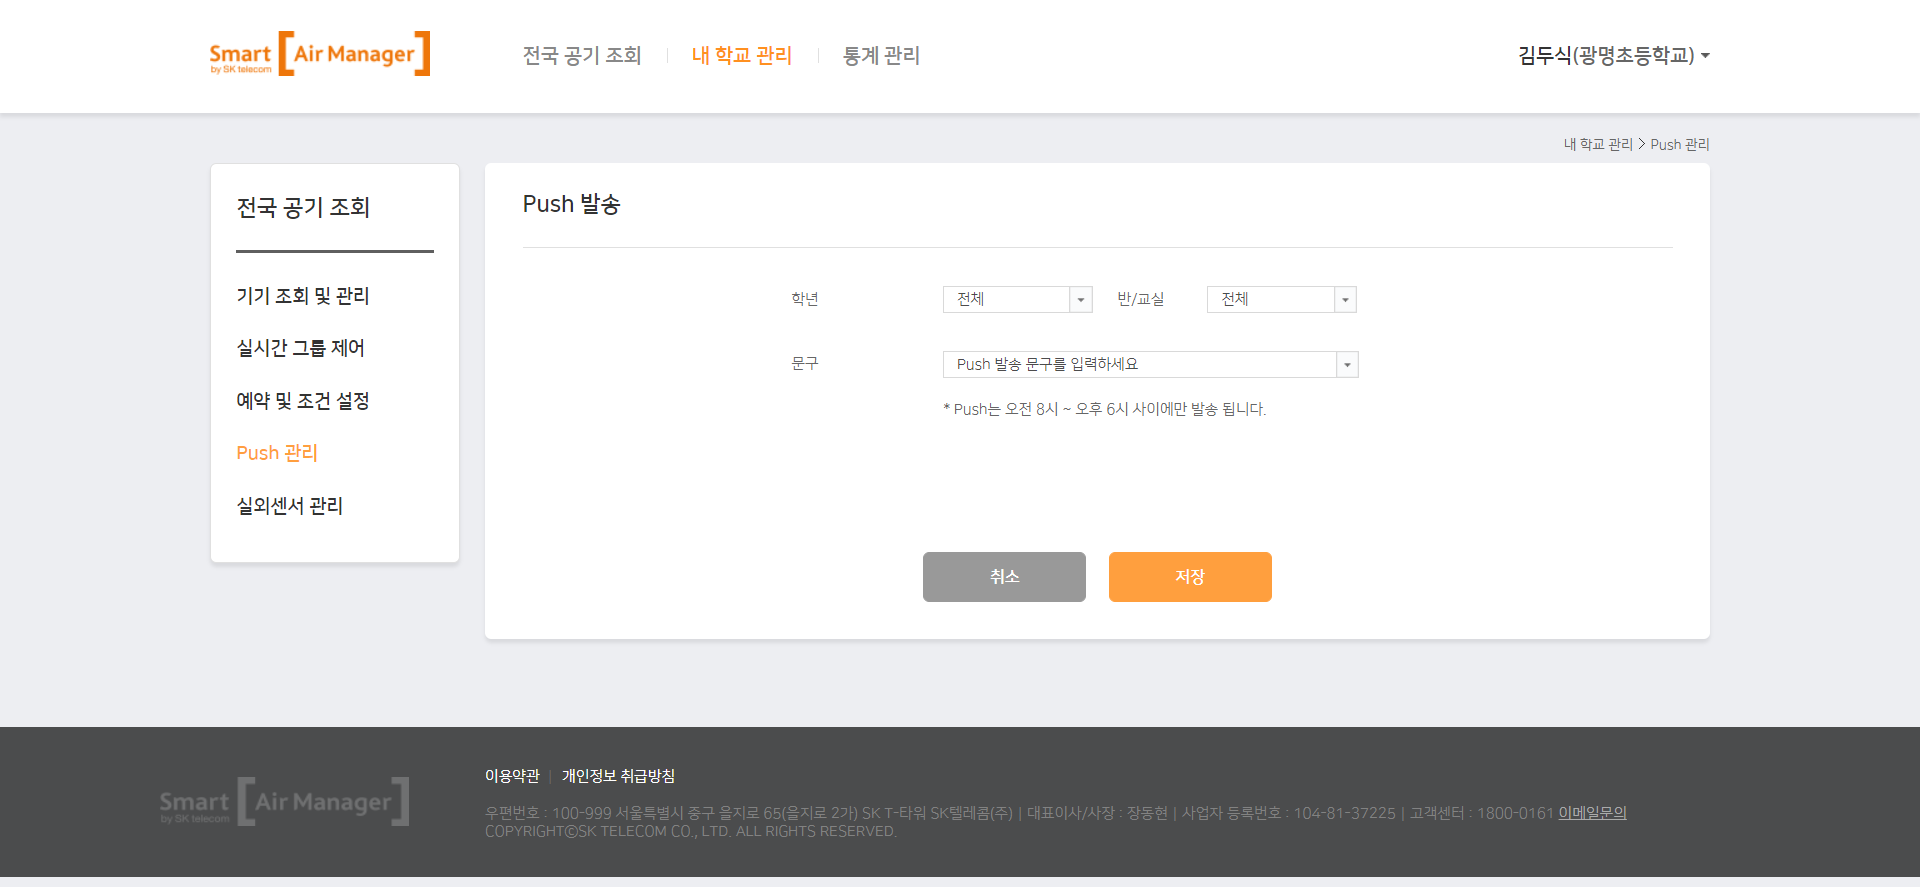 Smart [Air Manager]
by SK telecom
전국 공기 조회 | 내 학교 관리 | 통계 관리
김두식(광명초등학교)
내 학교 관리 > Push 관리
전국 공기 조회
기기 조회 및 관리
실시간 그룹 제어
예약 및 조건 설정
Push 관리
실외센서 관리
Push 발송
학년 전체 반/교실 전체
문구 Push 발송 문구를 입력하세요
* Push는 오전 8시 ~ 오후 6시 사이에만 발송 됩니다.
취소 저장
Smart [Air Manager]
by SK telecom
이용약관 | 개인정보 취급방침
우편번호 : 100-999 서울특별시 중구 을지로 65(을지로 2가) SK T-타워 SK텔레콤(주) | 대표이사/사장 : 장동현 | 사업자 등록번호 : 104-81-37225 | 고객센터 : 1800-0161 이메일문의
COPYRIGHTⓒSK TELECOM CO., LTD. ALL RIGHTS RESERVED.